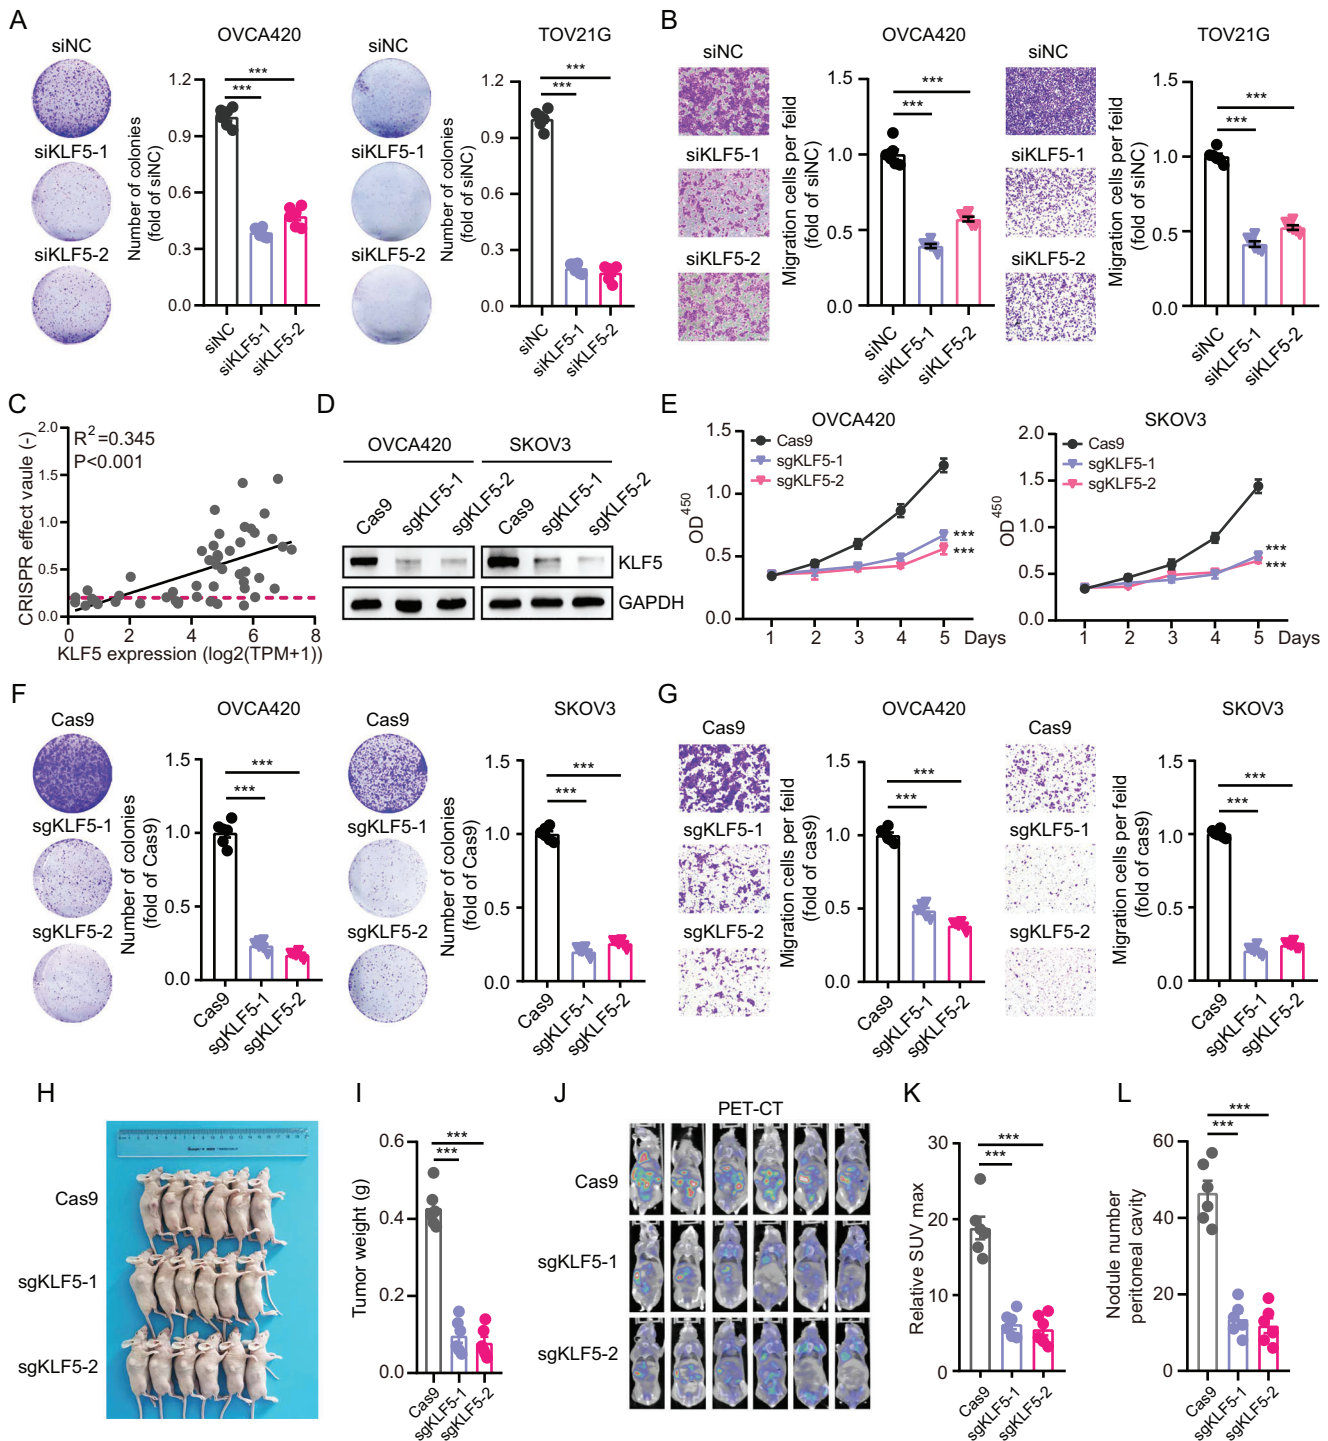 A
siNC
siKLF5-1
siKLF5-2
OVCA420
Number of colonies
(fold of siNC)
1.2
0.9
0.6
0.3
0.0
***
***
siNC
siKLF5-1
siKLF5-2
siNC
siKLF5-1
siKLF5-2
TOV21G
Number of colonies
(fold of siNC)
1.2
0.9
0.6
0.3
0.0
***
***
siNC
siKLF5-1
siKLF5-2
B
siNC
siKLF5-1
siKLF5-2
OVCA420
Migration cells per feild
(fold of siNC)
1.5
1.0
0.5
0.0
***
***
siNC
siKLF5-1
siKLF5-2
siNC
siKLF5-1
siKLF5-2
TOV21G
Migration cells per feild
(fold of siNC)
1.5
1.0
0.5
0.0
***
***
siNC
siKLF5-1
siKLF5-2
C
CRISPR effect vaule (-)
2.0
1.5
1.0
0.5
0.0
R2=0.345
P<0.001
0 2 4 6 8
KLF5 expression (log2(TPM+1))
D
OVCA420 SKOV3
Cas9 sgKLF5-1 sgKLF5-2 Cas9 sgKLF5-1 sgKLF5-2
KLF5
GAPDH
E
OVCA420
Cas9
sgKLF5-1
sgKLF5-2
OD450
1.5
1.0
0.5
0.0
***
***
1 2 3 4 5 Days
SKOV3
Cas9
sgKLF5-1
sgKLF5-2
OD450
2.0
1.5
1.0
0.5
0.0
***
***
1 2 3 4 5 Days
F
Cas9
sgKLF5-1
sgKLF5-2
OVCA420
Number of colonies
(fold of Cas9)
1.5
1.0
0.5
0.0
***
***
Cas9
sgKLF5-1
sgKLF5-2
Cas9
sgKLF5-1
sgKLF5-2
SKOV3
Number of colonies
(fold of Cas9)
1.5
1.0
0.5
0.0
***
***
Cas9
sgKLF5-1
sgKLF5-2
G
Cas9
sgKLF5-1
sgKLF5-2
OVCA420
Migration cells per feild
(fold of cas9)
1.5
1.0
0.5
0.0
***
***
Cas9
sgKLF5-1
sgKLF5-2
Cas9
sgKLF5-1
sgKLF5-2
SKOV3
Migration cells per feild
(fold of cas9)
1.5
1.0
0.5
0.0
***
***
Cas9
sgKLF5-1
sgKLF5-2
H
Cas9
sgKLF5-1
sgKLF5-2
I
Tumor weight (g)
0.6
0.4
0.2
0.0
***
***
Cas9
sgKLF5-1
sgKLF5-2
J
PET-CT
Cas9
sgKLF5-1
sgKLF5-2
K
Relative SUV max
30
20
10
0
***
***
Cas9
sgKLF5-1
sgKLF5-2
L
Nodule number
peritoneal cavity
60
40
20
0
***
***
Cas9
sgKLF5-1
sgKLF5-2